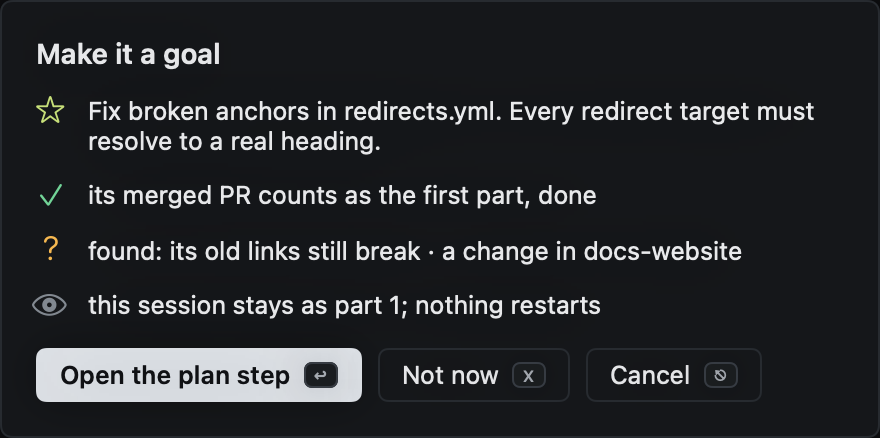 Make it a goal
Fix broken anchors in redirects.yml. Every redirect target must
resolve to a real heading.
its merged PR counts as the first part, done
? found: its old links still break · a change in docs-website
this session stays as part 1; nothing restarts
Open the plan step ↩ Not now X Cancel ⎋